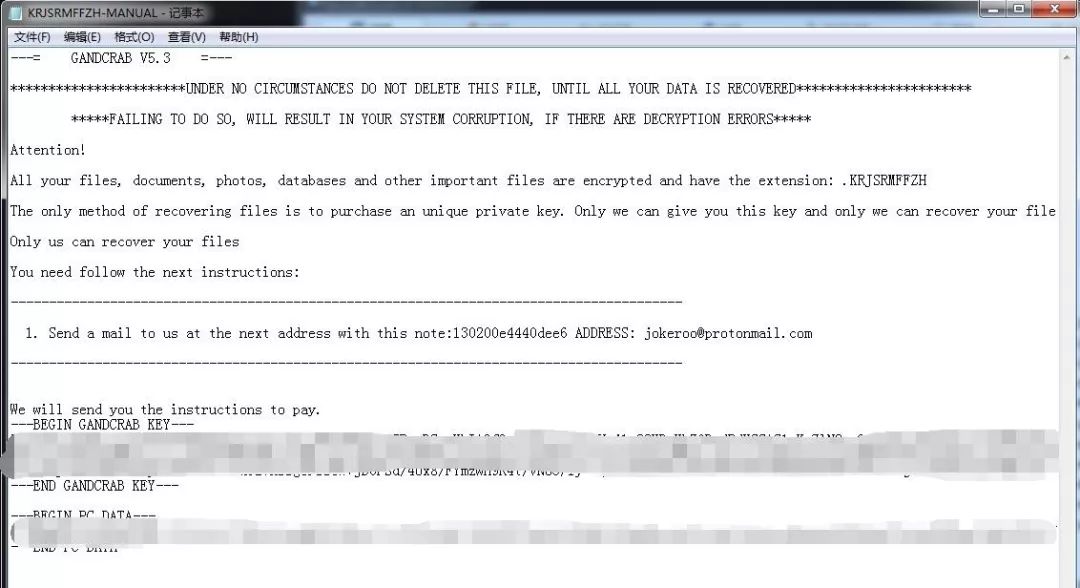 KRJSRMFFZH-MANUAL - 记事本
文件(F) 编辑(E) 格式(O) 查看(V) 帮助(H)
---= GANDCRAB V5.3 =---
***********************UNDER NO CIRCUMSTANCES DO NOT DELETE THIS FILE, UNTIL ALL YOUR DATA IS RECOVERED***********************
*****FAILING TO DO SO, WILL RESULT IN YOUR SYSTEM CORRUPTION, IF THERE ARE DECRYPTION ERRORS*****
Attention!
All your files, documents, photos, databases and other important files are encrypted and have the extension: .KRJSRMFFZH
The only method of recovering files is to purchase an unique private key. Only we can give you this key and only we can recover your file
Only us can recover your files
You need follow the next instructions:
----------------------------------------------------------------------------------------
1. Send a mail to us at the next address with this note:130200e4440dee6 ADDRESS: jokeroo@protonmail.com
----------------------------------------------------------------------------------------
We will send you the instructions to pay.
---BEGIN GANDCRAB KEY---
---END GANDCRAB KEY---
---BEGIN PC DATA---
END PC DATA